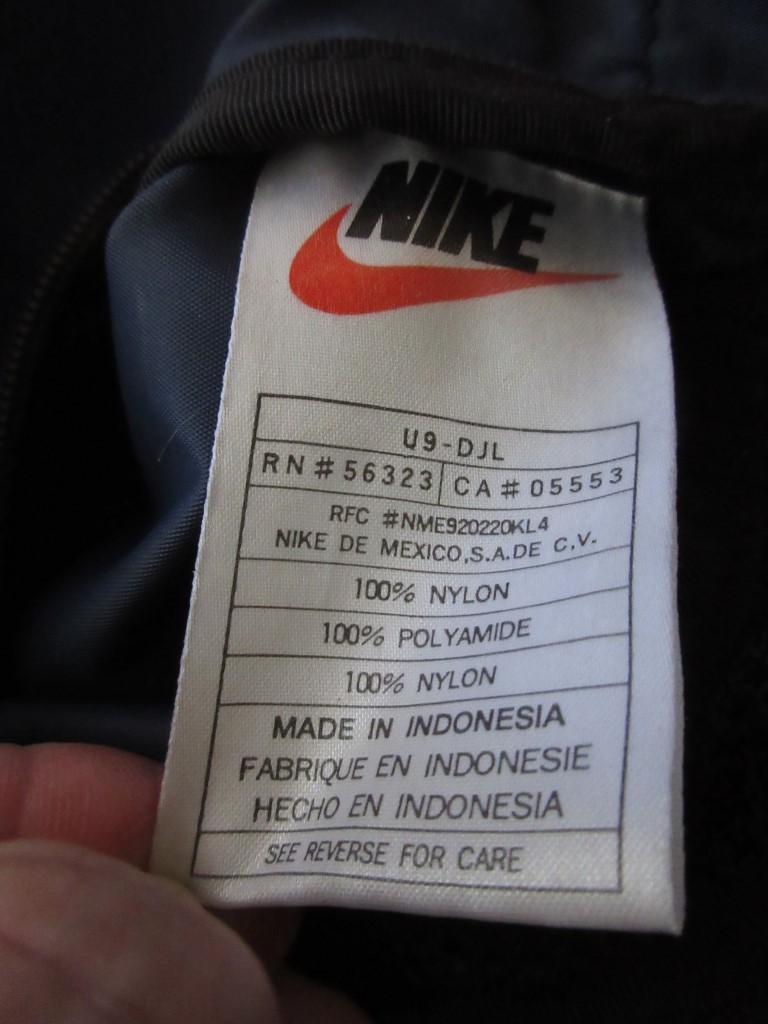 NIKE
U9-DJL
RN # 56323 CA # 05553
RFC #NME920220KL4
NIKE DE MEXICO,S.A.DE C.V.
100% NYLON
100% POLYAMIDE
100% NYLON
MADE IN INDONESIA
FABRIQUE EN INDONESIE
HECHO EN INDONESIA
SEE REVERSE FOR CARE